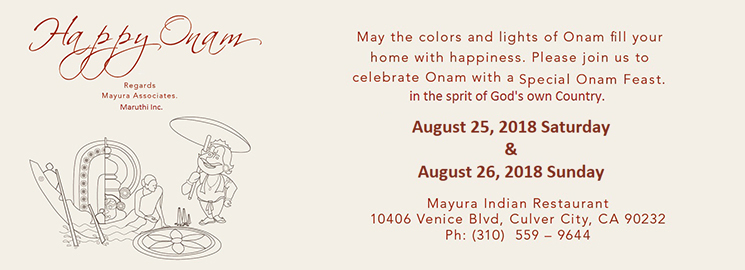 Happy Onam
Regards
Mayura Associates.
Maruthi Inc.
May the colors and lights of Onam fill your
home with happiness. Please join us to
celebrate Onam with a Special Onam Feast.
in the sprit of God's own Country.
August 25, 2018 Saturday
&
August 26, 2018 Sunday
Mayura Indian Restaurant
10406 Venice Blvd, Culver City, CA 90232
Ph: (310) 559 – 9644